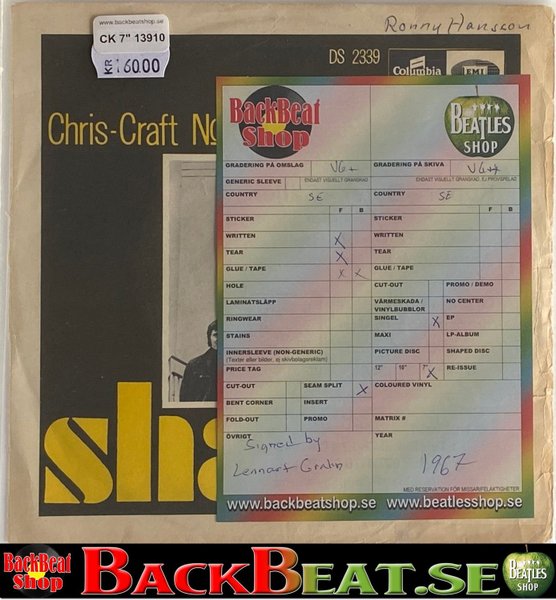 www.backbeatshop.se
CK 7" 13910
KR 160.00
Ronny Hansson
DS 2339
Columbia
EMI
Chris-Craft No
sha
BackBeat Shop
BEATLES SHOP
GRADERING PÅ OMSLAG VG+ GRADERING PÅ SKIVA VG++
GENERIC SLEEVE ENDAST VISUELLT GRANSKAD ENDAST VISUELLT GRANSKAD, EJ PROVSPELAD
COUNTRY SE COUNTRY SE
F B F B
STICKER STICKER
WRITTEN X WRITTEN
TEAR X TEAR
GLUE / TAPE X X GLUE / TAPE
HOLE CUT-OUT PROMO / DEMO
LAMINATSLÄPP VÄRMESKADA / VINYLBUBBLOR NO CENTER
RINGWEAR SINGEL X EP
STAINS MAXI LP-ALBUM
INNERSLEEVE (NON-GENERIC) PICTURE DISC SHAPED DISC
(Texter eller bilder, ej skivbolagsreklam)
PRICE TAG 12" 10" 7" X RE-ISSUE
CUT-OUT SEAM SPLIT X COLOURED VINYL
BENT CORNER INSERT
FOLD-OUT PROMO MATRIX #
ÖVRIGT YEAR
Signed by
Lennart Grahn
1967
MED RESERVATION FÖR MISSAR/FELAKTIGHETER
www.backbeatshop.se www.beatlesshop.se
BackBeat Shop BACKBEAT.SE BEATLES SHOP